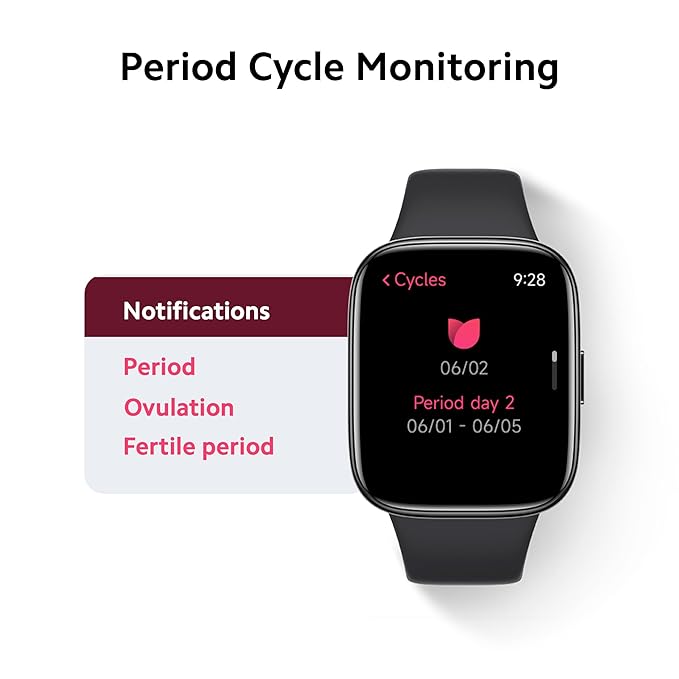 Period Cycle Monitoring
Notifications
Period
Ovulation
Fertile period
< Cycles 9:28
06/02
Period day 2
06/01 - 06/05